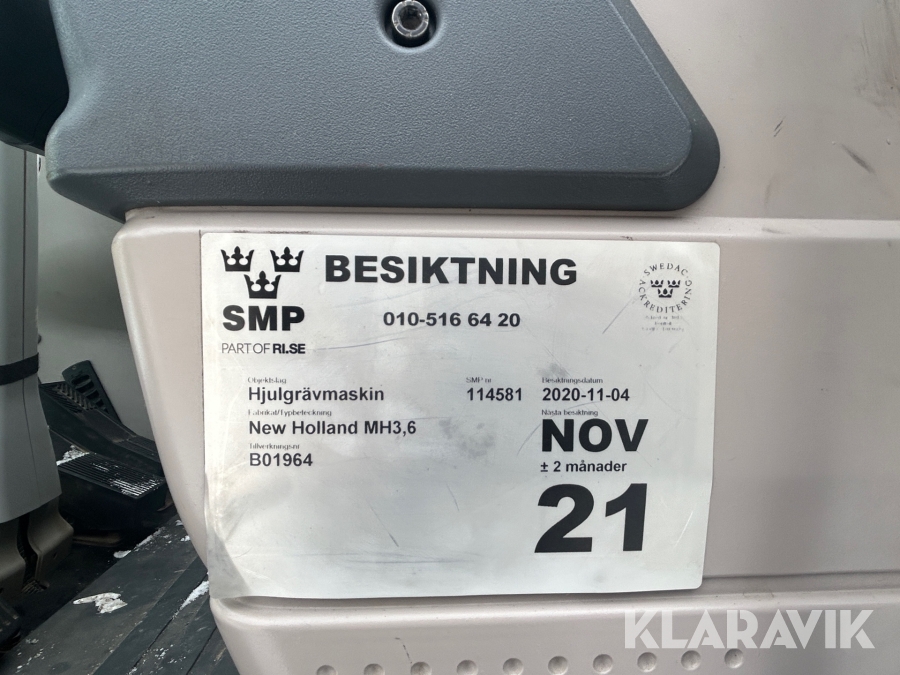 BESIKTNING
SMP
010-516 64 20
PART OF RI.SE
SWEDAC
ACKREDITERING
Objektslag
Hjulgrävmaskin
SMP nr
114581
Besiktningsdatum
2020-11-04
Fabrikat/Typbeteckning
New Holland MH3,6
Nästa besiktning
NOV
± 2 månader
21
Tillverkningsnr
B01964
KLARAVIK